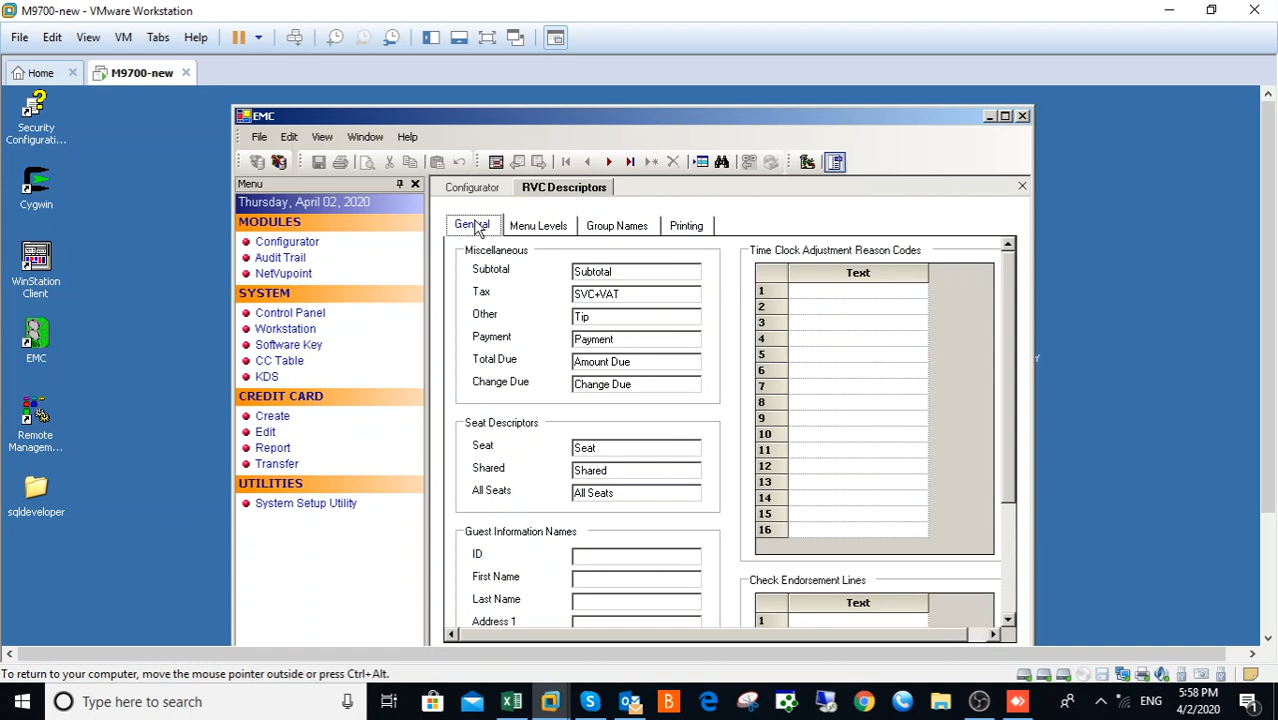 M9700-new - VMware Workstation
File Edit View VM Tabs Help
Home M9700-new
Security Configurati...
Cygwin
WinStation Client
EMC
Remote Managem...
sqldeveloper
EMC
File Edit View Window Help
Menu
Thursday, April 02, 2020
MODULES
Configurator
Audit Trail
NetVupoint
SYSTEM
Control Panel
Workstation
Software Key
CC Table
KDS
CREDIT CARD
Create
Edit
Report
Transfer
UTILITIES
System Setup Utility
Configurator RVC Descriptors
General Menu Levels Group Names Printing
Miscellaneous
Subtotal Subtotal
Tax SVC+VAT
Other Tip
Payment Payment
Total Due Amount Due
Change Due Change Due
Seat Descriptors
Seat Seat
Shared Shared
All Seats All Seats
Guest Information Names
ID
First Name
Last Name
Address 1
Time Clock Adjustment Reason Codes
Text
1
2
3
4
5
6
7
8
9
10
11
12
13
14
15
16
Check Endorsement Lines
Text
1
To return to your computer, move the mouse pointer outside or press Ctrl+Alt.
Type here to search
ENG
5:58 PM
4/2/2020